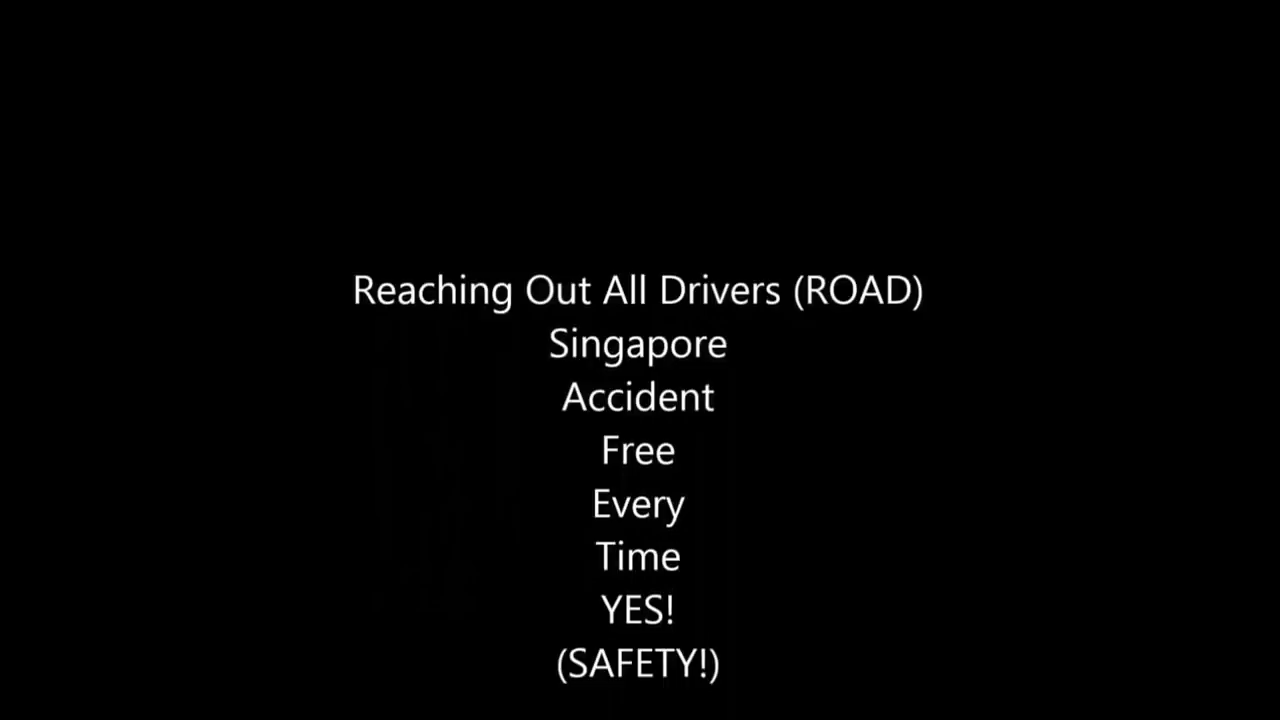 Reaching Out All Drivers (ROAD)
Singapore
Accident
Free
Every
Time
YES!
(SAFETY!)